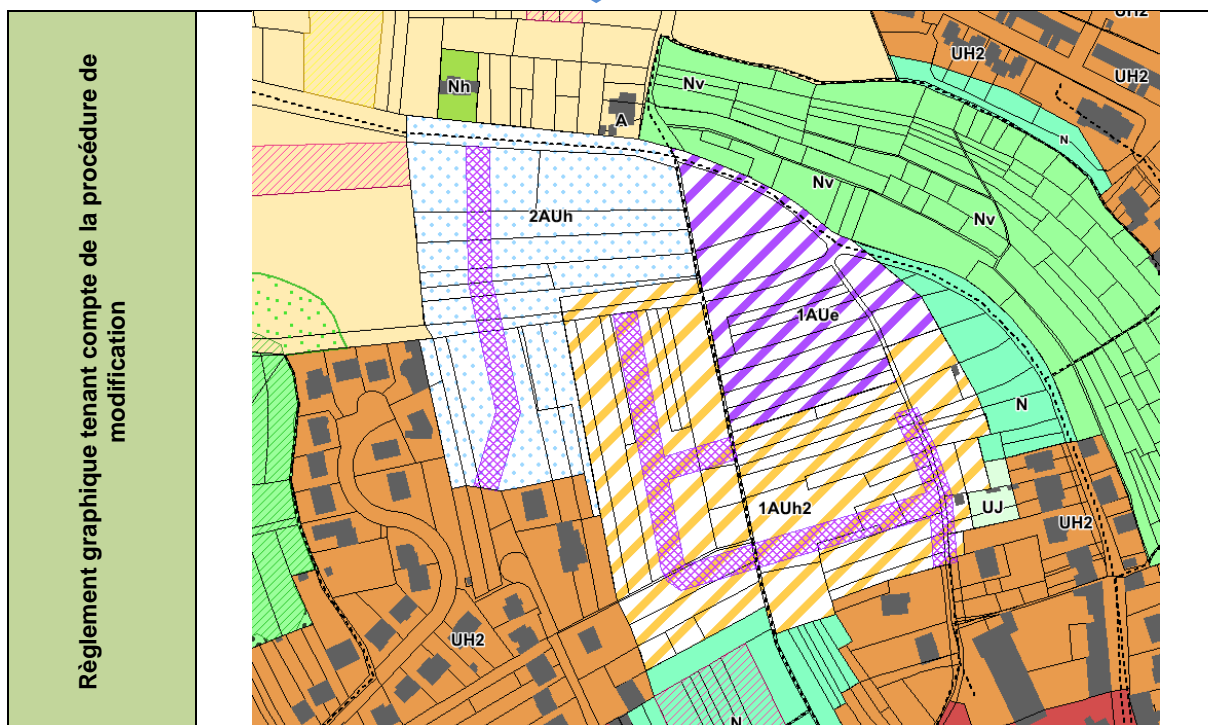 Règlement graphique tenant compte de la procédure de
modification
UH2
UH2
UH2
Nh
Nv
A
N
Nv
2AUh
Nv
1AUe
N
1AUh2
UJ
UH2
UH2
N